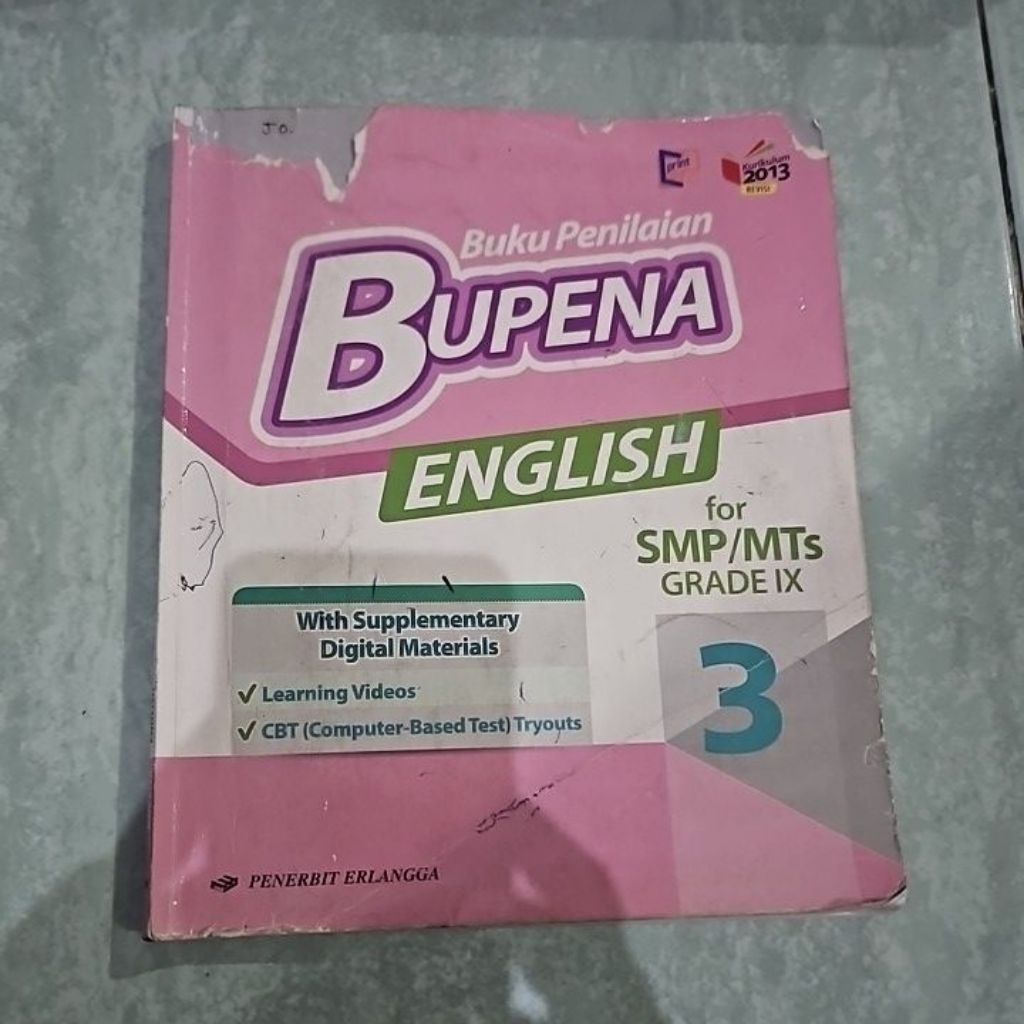 J.O.
print
Kurikulum
2013
REVISI
Buku Penilaian
BUPENA
ENGLISH
for
SMP/MTs
GRADE IX
With Supplementary
Digital Materials
✓ Learning Videos
✓ CBT (Computer-Based Test) Tryouts
3
PENERBIT ERLANGGA